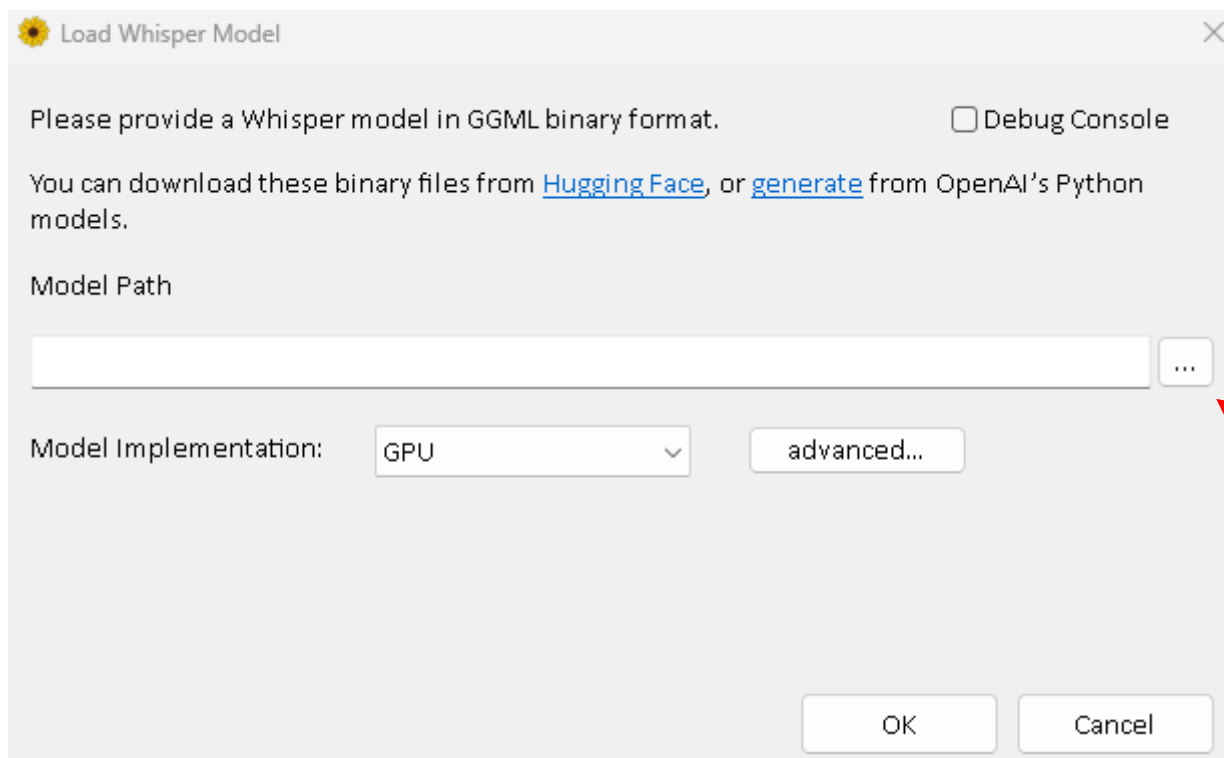 Load Whisper Model
Please provide a Whisper model in GGML binary format.
Debug Console
You can download these binary files from Hugging Face, or generate from OpenAI's Python
models.
Model Path
...
Model Implementation:
GPU
advanced...
OK
Cancel